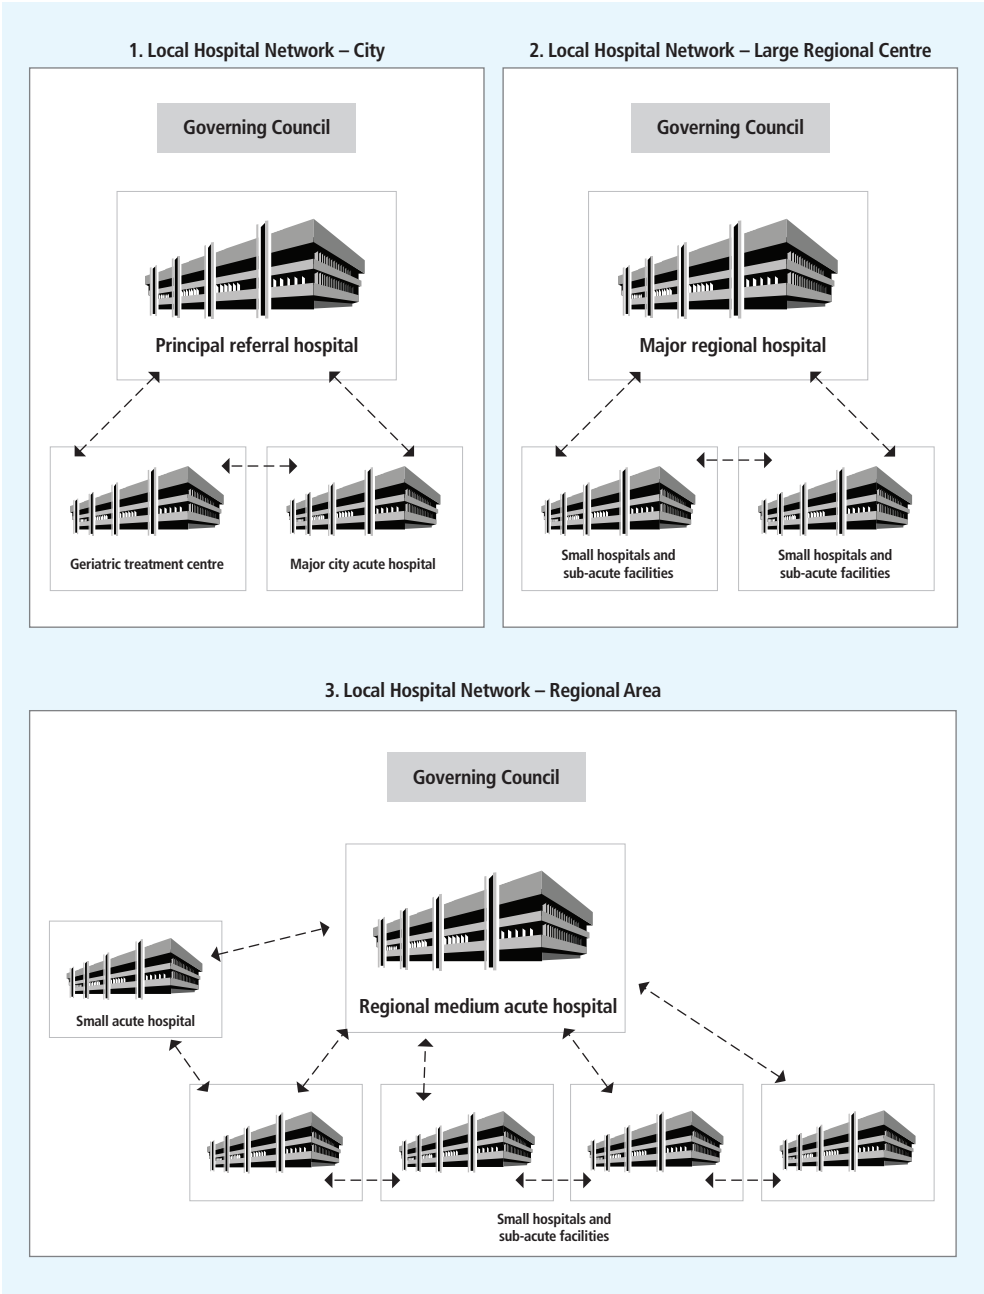 1. Local Hospital Network – City
Governing Council
Principal referral hospital
Geriatric treatment centre
Major city acute hospital
2. Local Hospital Network – Large Regional Centre
Governing Council
Major regional hospital
Small hospitals and
sub-acute facilities
Small hospitals and
sub-acute facilities
3. Local Hospital Network – Regional Area
Governing Council
Regional medium acute hospital
Small acute hospital
Small hospitals and
sub-acute facilities